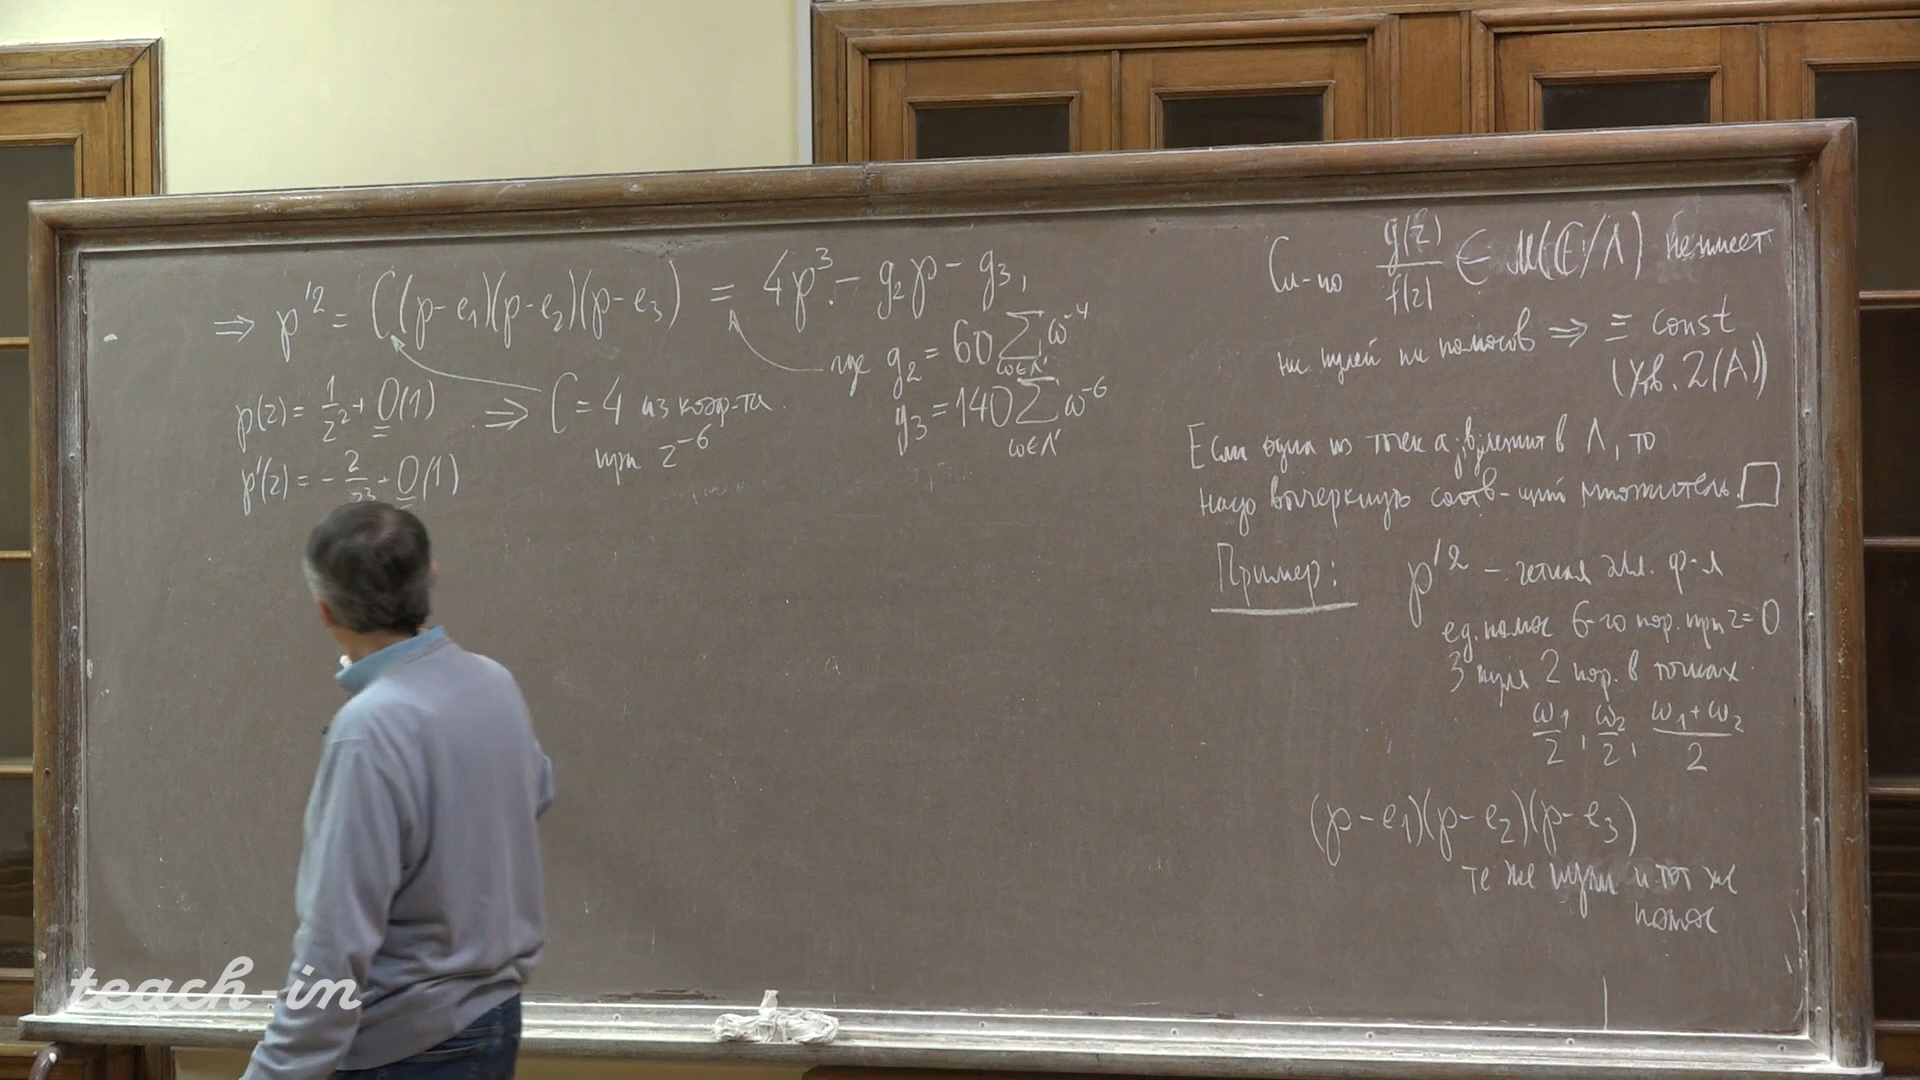 ⇒ ℘'² = C(℘-e₁)(℘-e₂)(℘-e₃) = 4℘³ - g₂℘ - g₃,
где g₂ = 60 ∑ ω⁻⁴
ω∈Λ'
g₃ = 140 ∑ ω⁻⁶
ω∈Λ'
℘(z) = 1/z² + O(1)
⇒ C = 4 из коэф-та
при z⁻⁶
℘'(z) = - 2/z³ + O(1)
Сл-но g(z)/f(z) ∈ M(ℂ/Λ) не имеет
ни нулей ни полюсов ⇒ ≡ const
(Утв. 2(A))
Если одна из точек a, b лежит в Λ, то
надо вычеркнуть соотв-щий множитель. □
Пример: ℘'² - четная элл. ф-я
ед. полюс 6-го пор. при z=0
3 нуля 2 пор. в точках
ω₁/2, ω₂/2, (ω₁+ω₂)/2
(℘-e₁)(℘-e₂)(℘-e₃)
те же нули и тот же
полюс
teach-in